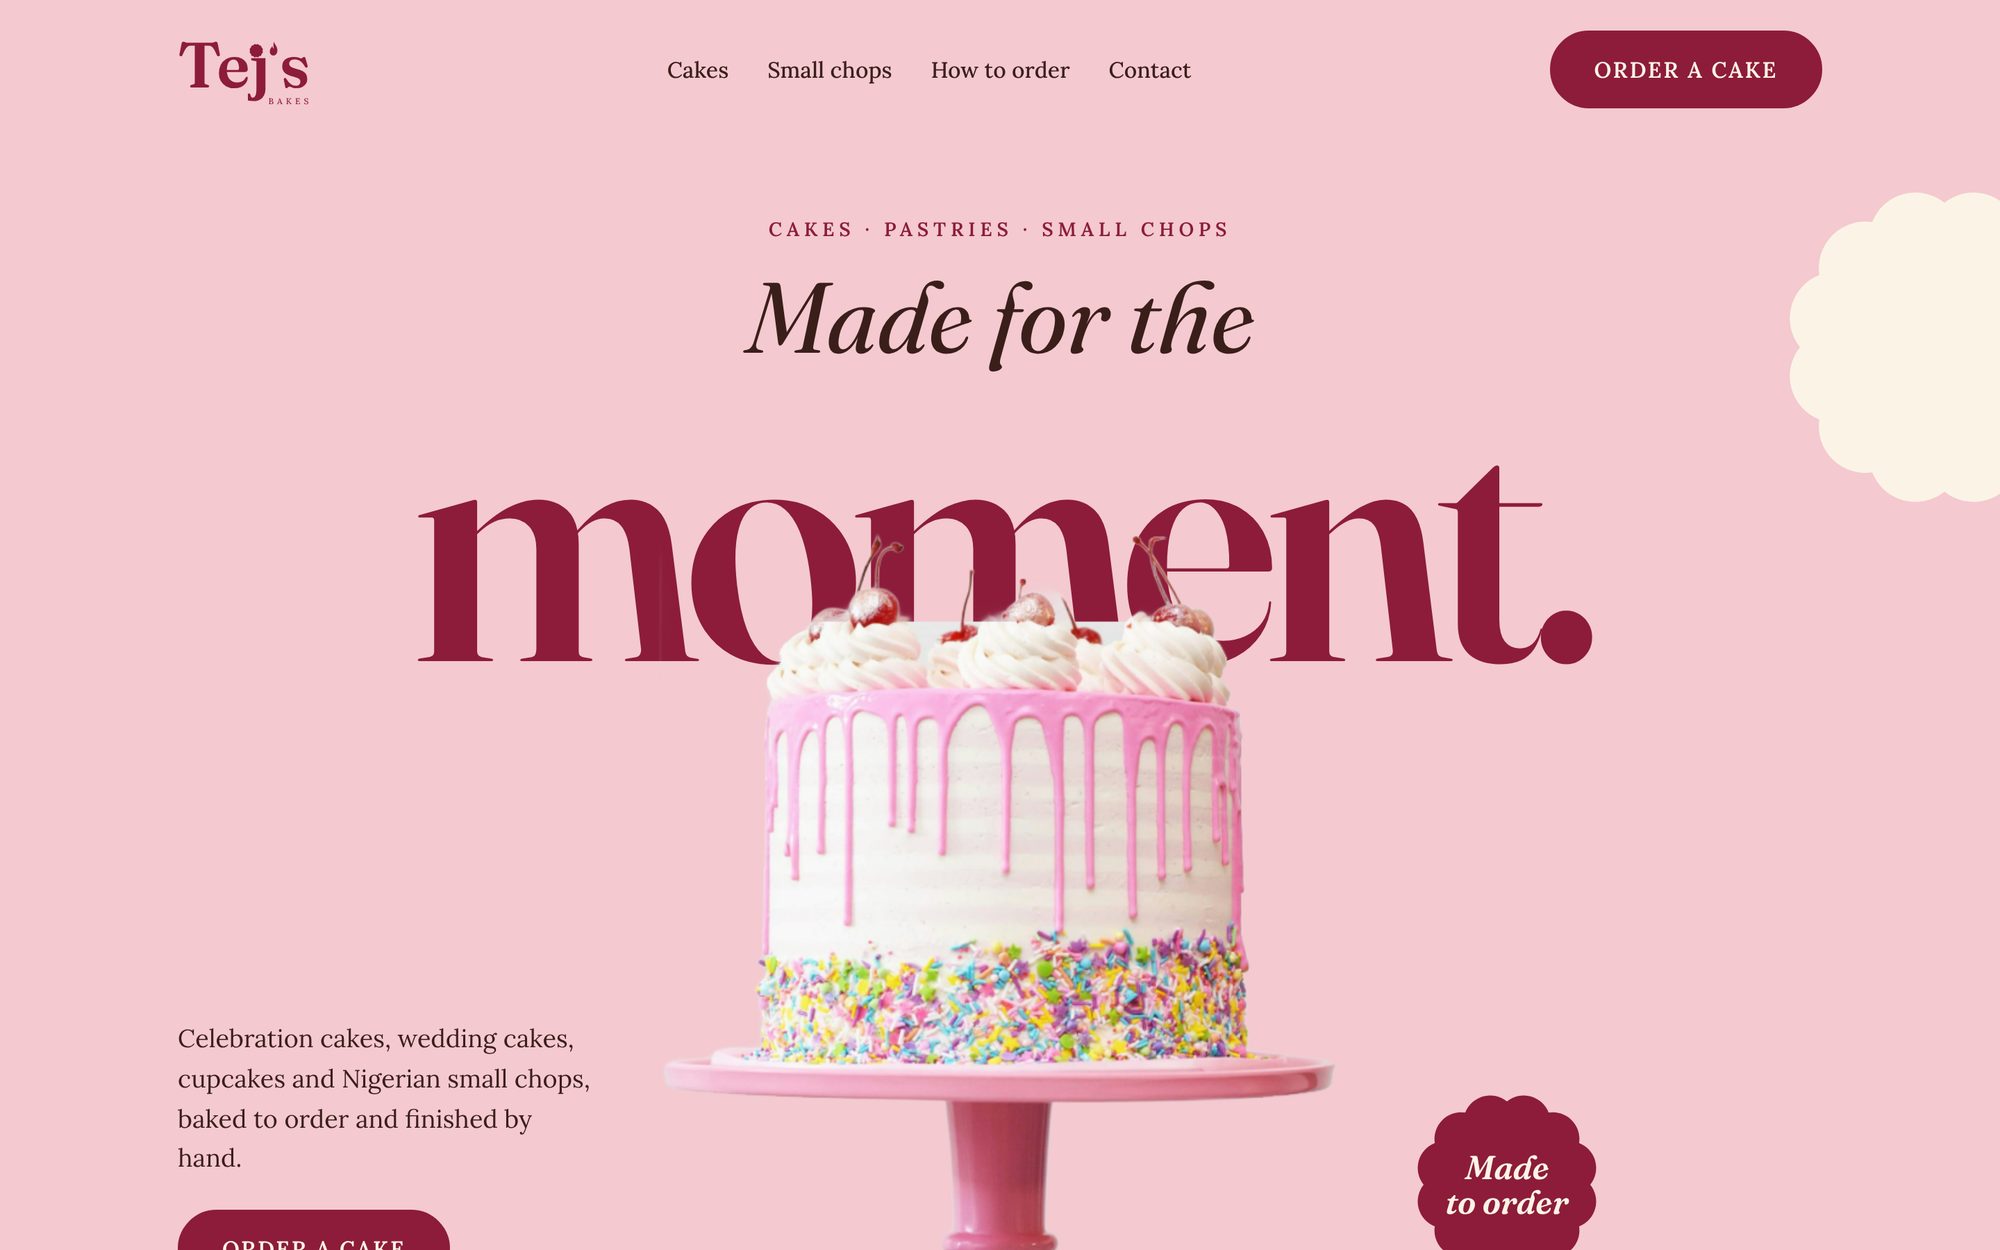 Tej's
BAKES
Cakes
Small chops
How to order
Contact
ORDER A CAKE
CAKES · PASTRIES · SMALL CHOPS
Made for the
moment.
Celebration cakes, wedding cakes,
cupcakes and Nigerian small chops,
baked to order and finished by
hand.
ORDER A CAKE
Made
to order